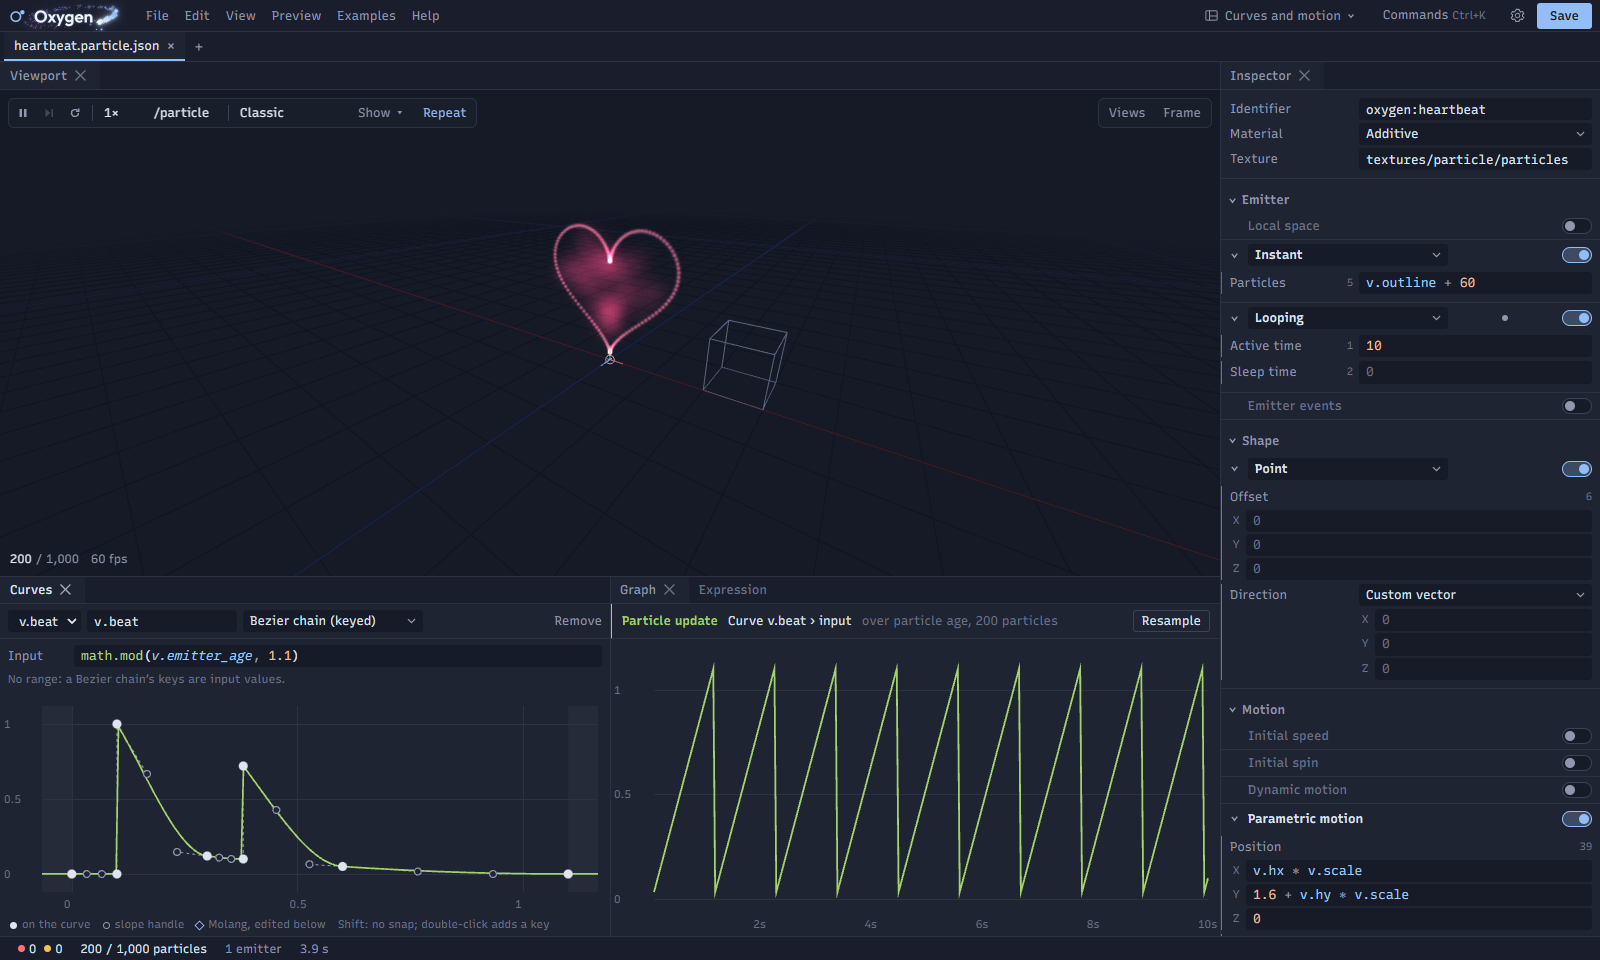 Oxygen File Edit View Preview Examples Help Curves and motion Commands Ctrl+K Save
heartbeat.particle.json × +
Viewport
1× /particle Classic Show Repeat Views Frame
200 / 1,000 60 fps
Curves
v.beat v.beat Bezier chain (keyed) Remove
Input math.mod(v.emitter_age, 1.1)
No range: a Bezier chain's keys are input values.
1
0.5
0
0 0.5 1
on the curve slope handle Molang, edited below Shift: no snap; double-click adds a key
Graph Expression
Particle update Curve v.beat › input over particle age, 200 particles Resample
1
0.5
0
2s 4s 6s 8s 10s
Inspector
Identifier oxygen:heartbeat
Material Additive
Texture textures/particle/particles
Emitter
Local space
Instant
Particles 5 v.outline + 60
Looping
Active time 1 10
Sleep time 2 0
Emitter events
Shape
Point
Offset 6
X 0
Y 0
Z 0
Direction Custom vector
X 0
Y 0
Z 0
Motion
Initial speed
Initial spin
Dynamic motion
Parametric motion
Position 39
X v.hx * v.scale
Y 1.6 + v.hy * v.scale
Z 0
0 0 200 / 1,000 particles 1 emitter 3.9 s